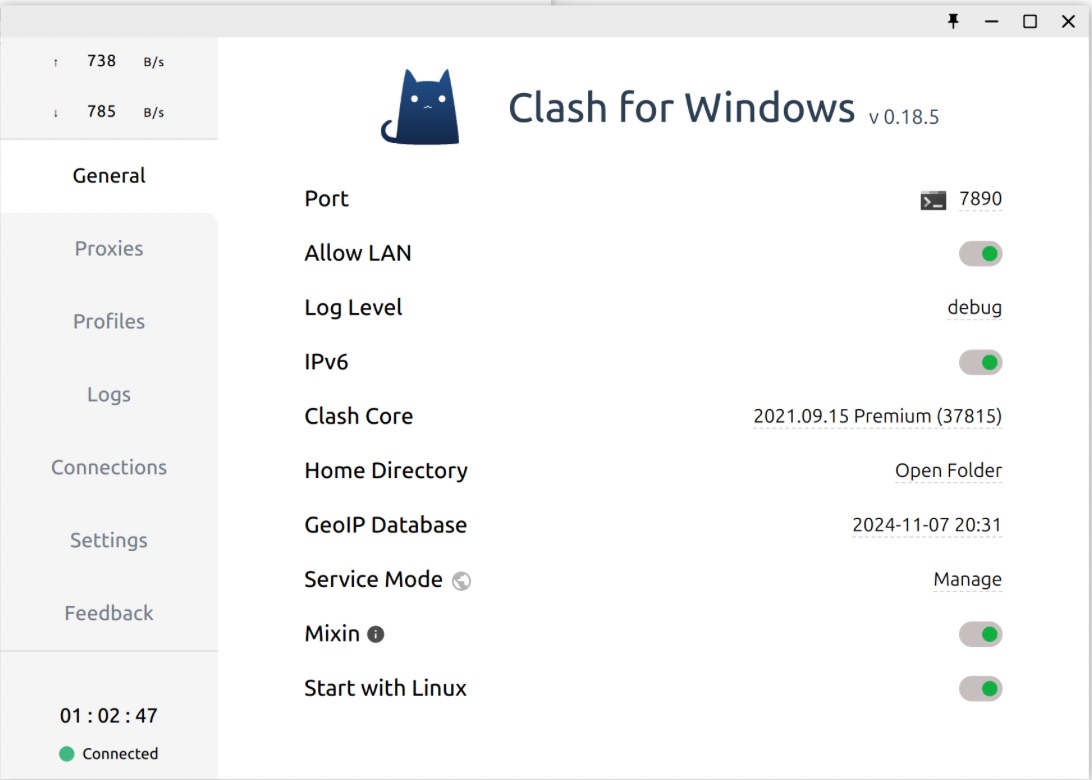 ↑ 738 B/s
↓ 785 B/s
General
Proxies
Profiles
Logs
Connections
Settings
Feedback
01 : 02 : 47
Connected
Clash for Windows v 0.18.5
Port 7890
Allow LAN
Log Level debug
IPv6
Clash Core 2021.09.15 Premium (37815)
Home Directory Open Folder
GeoIP Database 2024-11-07 20:31
Service Mode Manage
Mixin
Start with Linux